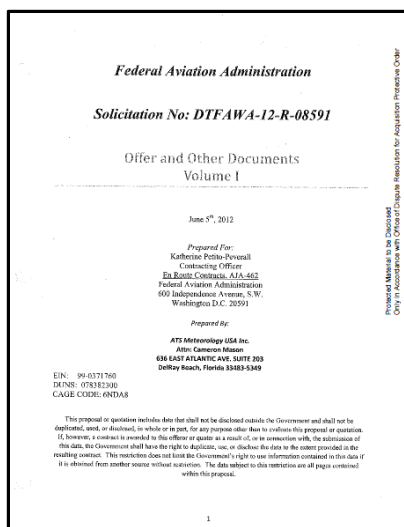 Federal Aviation Administration
Solicitation No: DTFAWA-12-R-08591
Offer and Other Documents
Volume I
June 5th, 2012
Prepared For:
Katherine Petito-Peverall
Contracting Officer
En Route Contracts, AJA-462
Federal Aviation Administration
600 Independence Avenue, S.W.
Washington D.C. 20591
Prepared By:
ATS Meteorology USA Inc.
Attn: Cameron Mason
636 EAST ATLANTIC AVE. SUITE 203
DelRay Beach, Florida 33483-5349
EIN: 99-0371760
DUNS: 078382300
CAGE CODE: 6NDA8
This proposal or quotation includes data that shall not be disclosed outside the Government and shall not be
duplicated, used, or disclosed, in whole or in part, for any purpose other than to evaluate this proposal or quotation.
If, however, a contract is awarded to this offeror or quoter as a result of, or in connection with, the submission of
this data, the Government shall have the right to duplicate, use, or disclose the data to the extent provided in the
resulting contract. This restriction does not limit the Government's right to use information contained in this data if
it is obtained from another source without restriction. The data subject to this restriction are all pages contained
within this proposal.
1
Protected Material to be Disclosed
Only in Accordance with Office of Dispute Resolution for Acquisition Protective Order